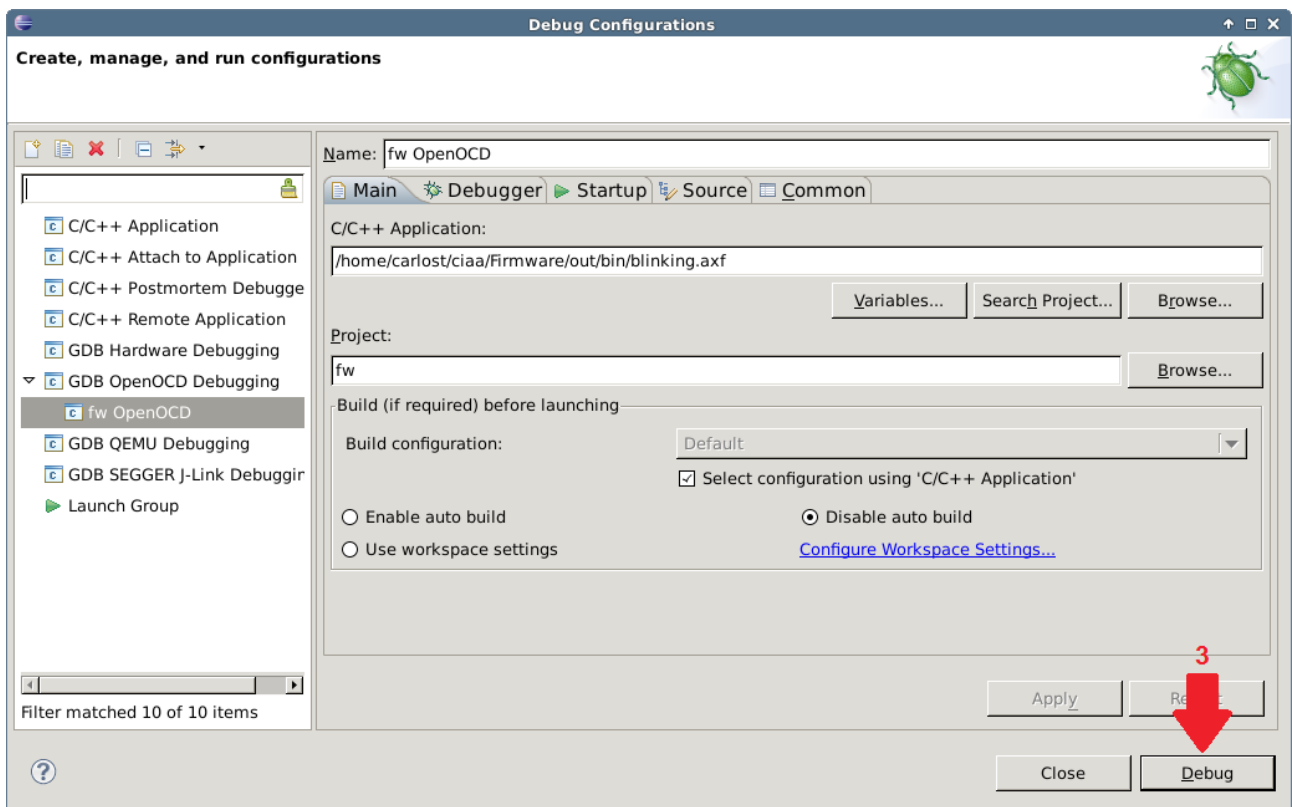 Debug Configurations
Create, manage, and run configurations
Name: fw OpenOCD
Main Debugger Startup Source Common
C/C++ Application
C/C++ Attach to Application
C/C++ Postmortem Debugge
C/C++ Remote Application
GDB Hardware Debugging
GDB OpenOCD Debugging
fw OpenOCD
GDB QEMU Debugging
GDB SEGGER J-Link Debuggin
Launch Group
Filter matched 10 of 10 items
C/C++ Application:
/home/carlost/ciaa/Firmware/out/bin/blinking.axf
Variables... Search Project... Browse...
Project:
fw Browse...
Build (if required) before launching
Build configuration: Default
Select configuration using 'C/C++ Application'
Enable auto build Disable auto build
Use workspace settings Configure Workspace Settings...
3
Apply
Close Debug